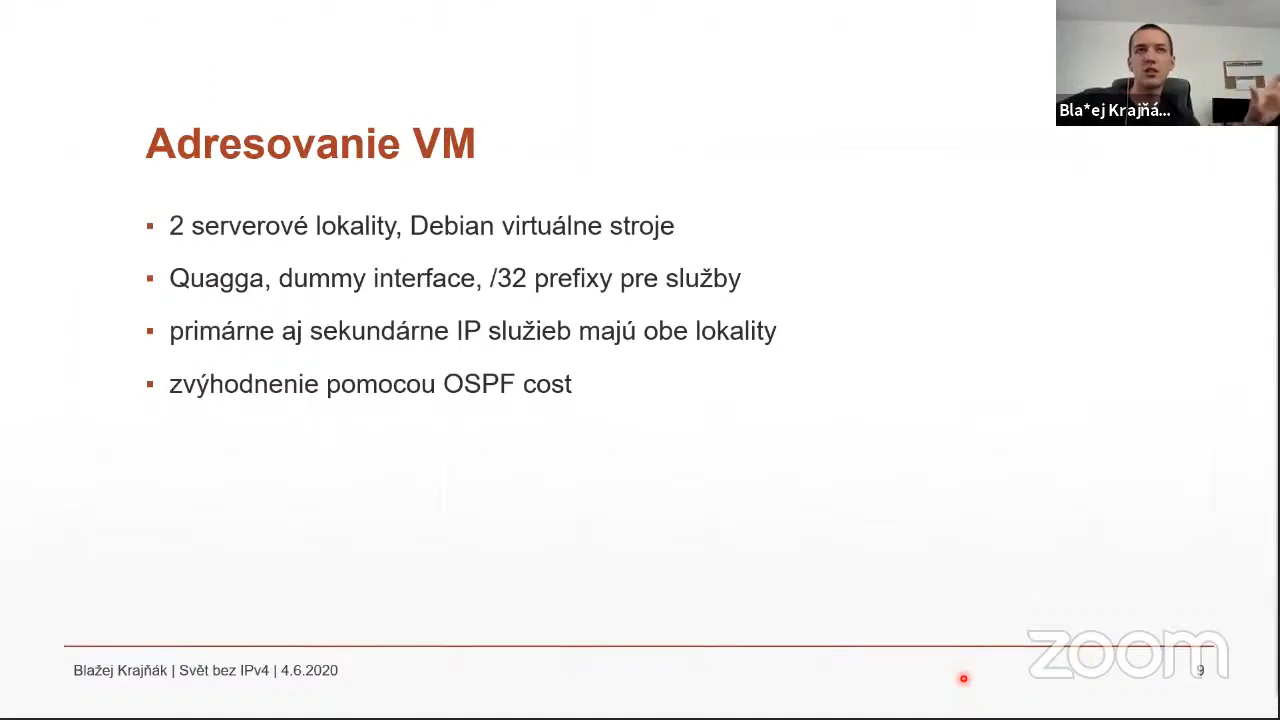 Bla*ej Krajňá...
Adresovanie VM
▪ 2 serverové lokality, Debian virtuálne stroje
▪ Quagga, dummy interface, /32 prefixy pre služby
▪ primárne aj sekundárne IP služieb majú obe lokality
▪ zvýhodnenie pomocou OSPF cost
Blažej Krajňák | Svět bez IPv4 | 4.6.2020
9
zoom